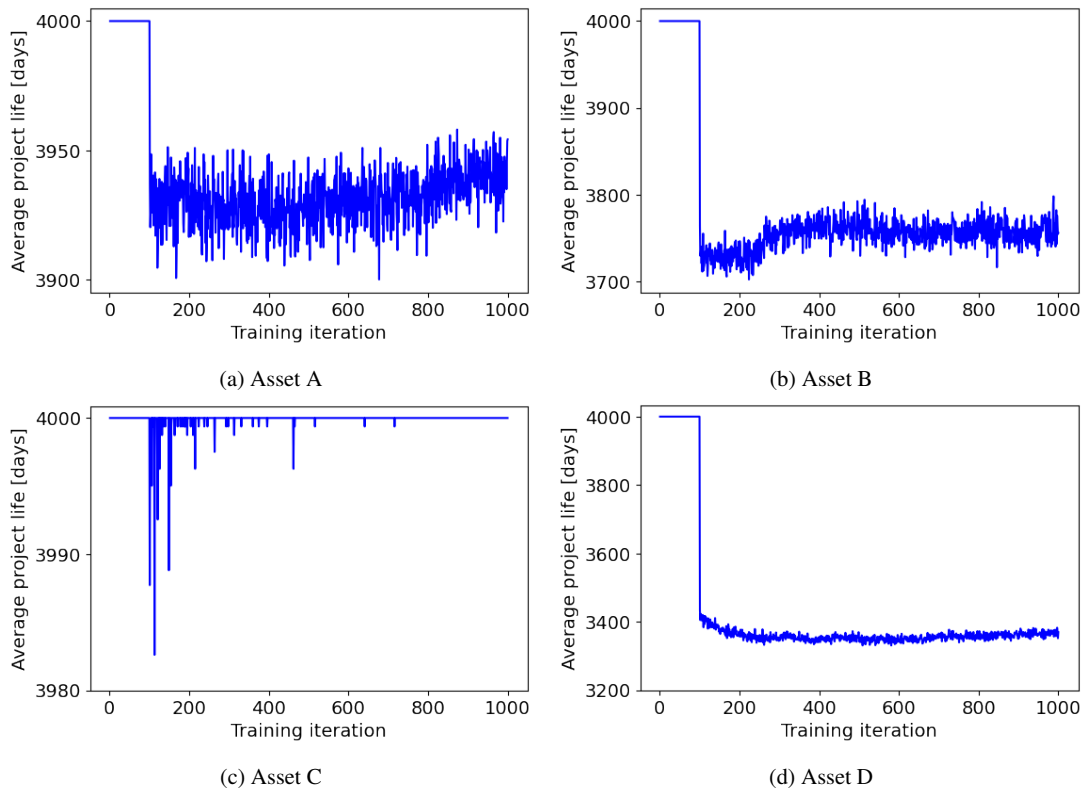 4000
3950
3900
Average project life [days]
0 200 400 600 800 1000
Training iteration
(a) Asset A
4000
3900
3800
3700
Average project life [days]
0 200 400 600 800 1000
Training iteration
(b) Asset B
4000
3990
3980
Average project life [days]
0 200 400 600 800 1000
Training iteration
(c) Asset C
4000
3800
3600
3400
3200
Average project life [days]
0 200 400 600 800 1000
Training iteration
(d) Asset D